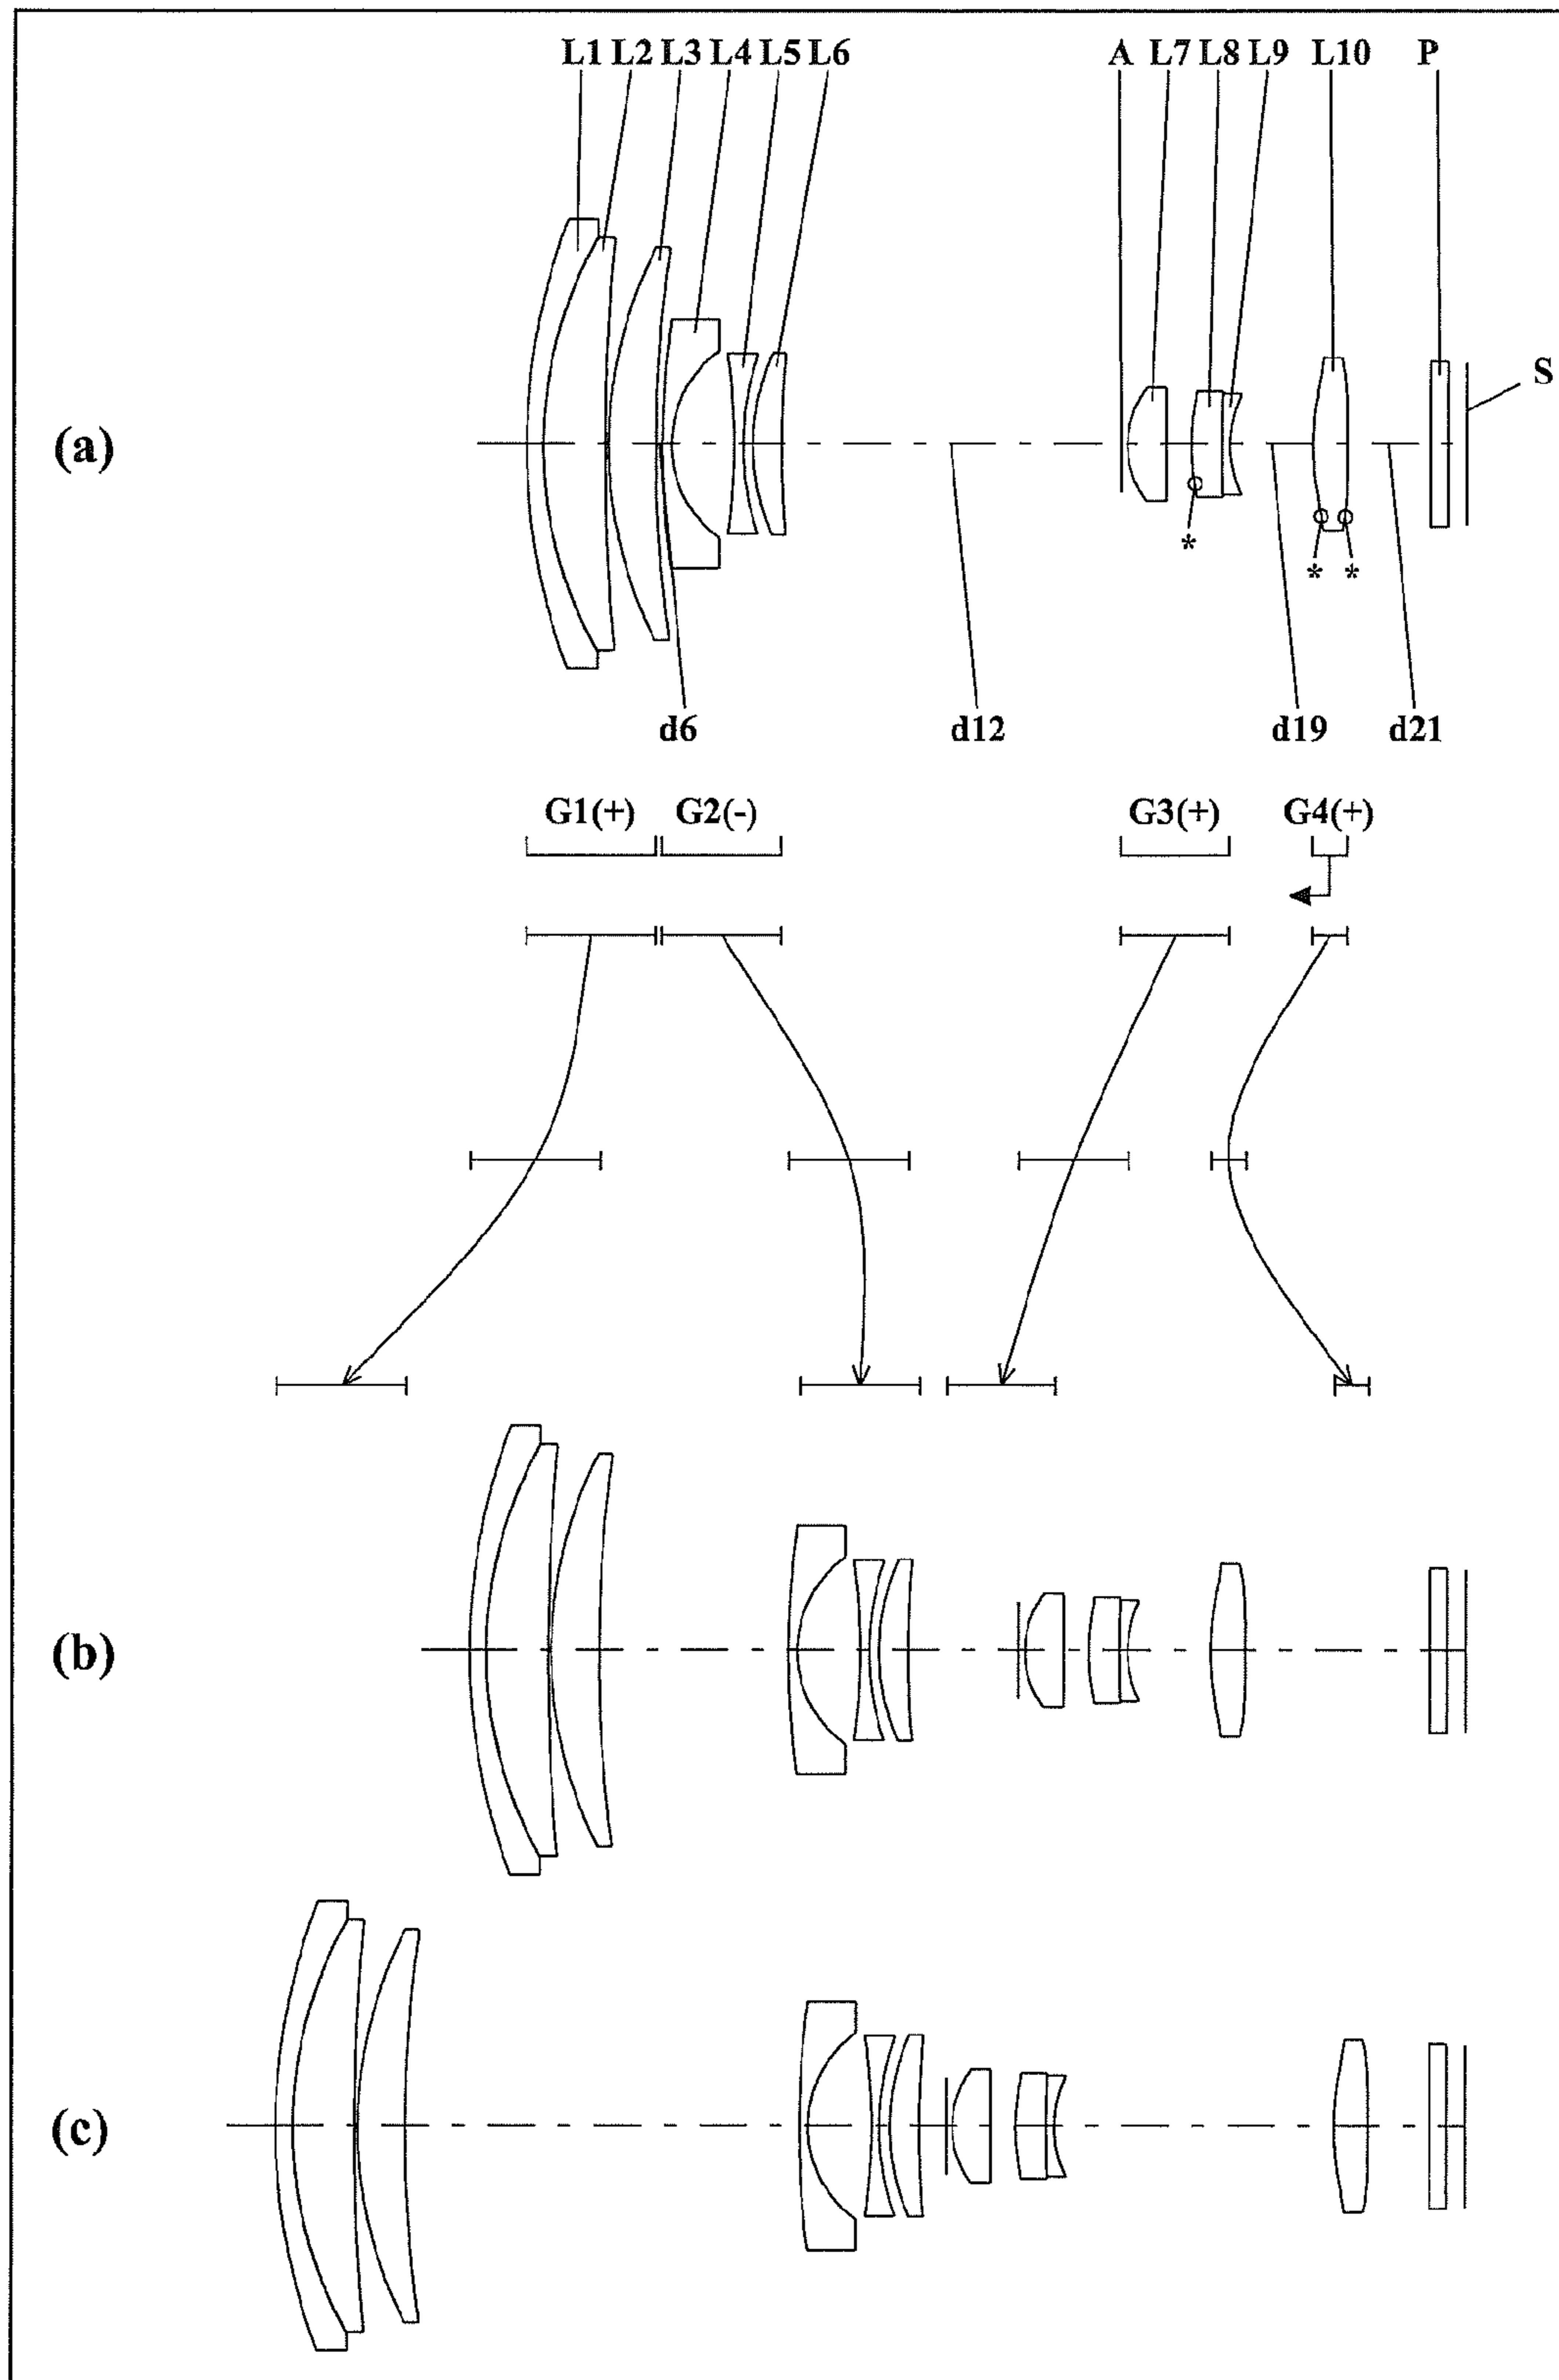 L1 L2 L3 L4 L5 L6 A L7 L8 L9 L10 P
S
(a)
*
* *
d6 d12 d19 d21
G1(+) G2(-) G3(+) G4(+)
(b)
(c)